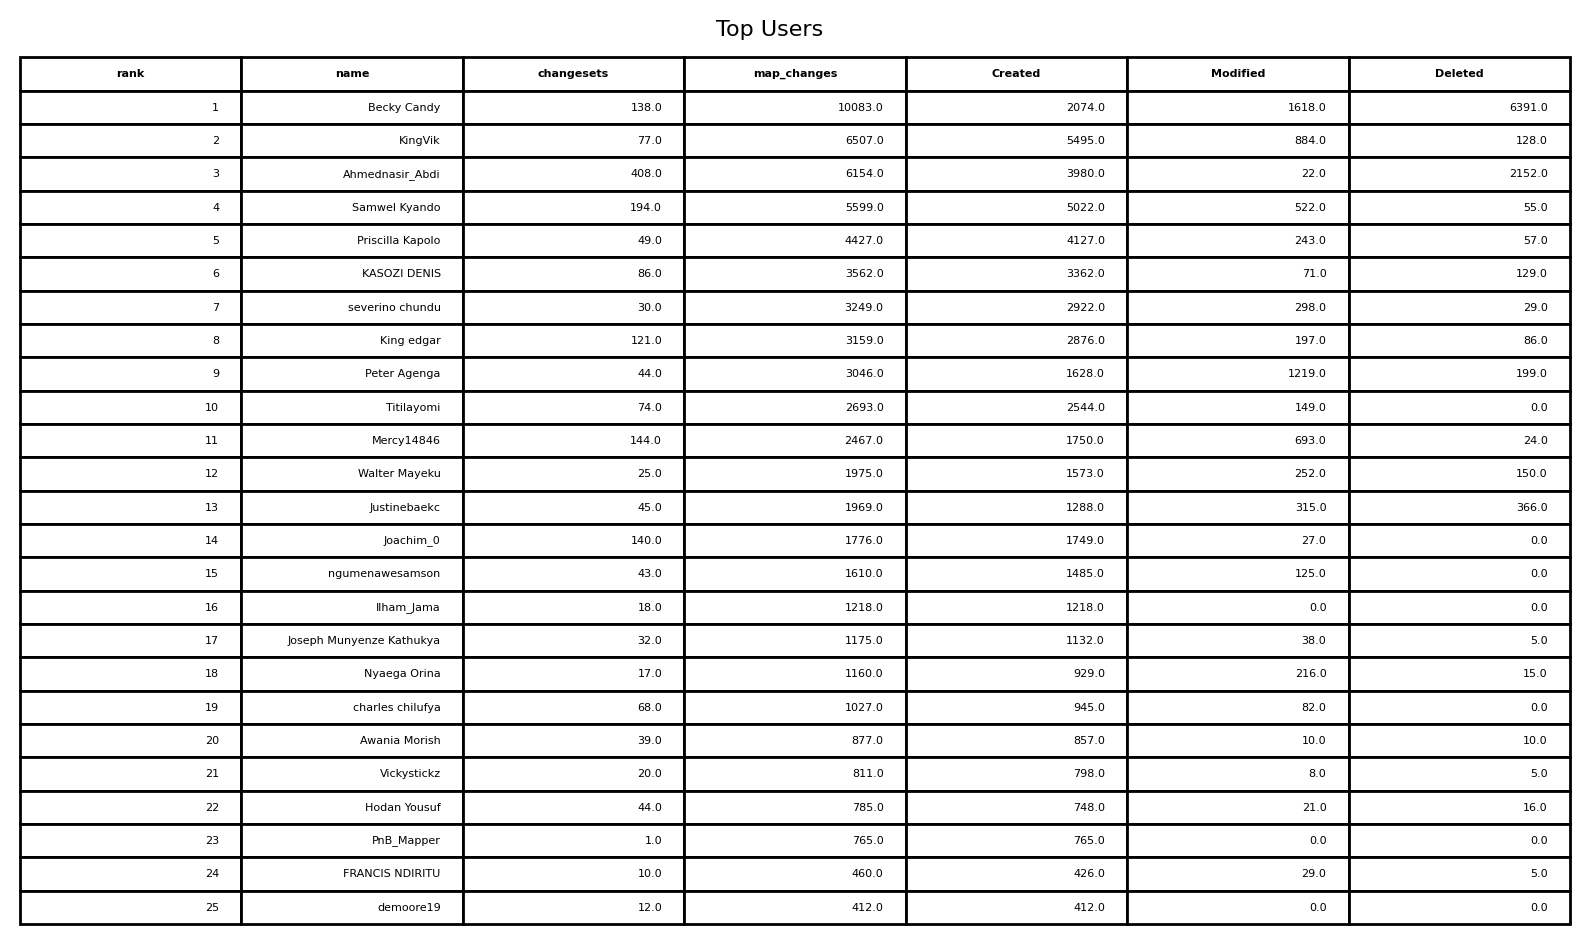 Top Users
rank name changesets map_changes Created Modified Deleted
1 Becky Candy 138.0 10083.0 2074.0 1618.0 6391.0
2 KingVik 77.0 6507.0 5495.0 884.0 128.0
3 Ahmednasir_Abdi 408.0 6154.0 3980.0 22.0 2152.0
4 Samwel Kyando 194.0 5599.0 5022.0 522.0 55.0
5 Priscilla Kapolo 49.0 4427.0 4127.0 243.0 57.0
6 KASOZI DENIS 86.0 3562.0 3362.0 71.0 129.0
7 severino chundu 30.0 3249.0 2922.0 298.0 29.0
8 King edgar 121.0 3159.0 2876.0 197.0 86.0
9 Peter Agenga 44.0 3046.0 1628.0 1219.0 199.0
10 Titilayomi 74.0 2693.0 2544.0 149.0 0.0
11 Mercy14846 144.0 2467.0 1750.0 693.0 24.0
12 Walter Mayeku 25.0 1975.0 1573.0 252.0 150.0
13 Justinebaekc 45.0 1969.0 1288.0 315.0 366.0
14 Joachim_0 140.0 1776.0 1749.0 27.0 0.0
15 ngumenawesamson 43.0 1610.0 1485.0 125.0 0.0
16 Ilham_Jama 18.0 1218.0 1218.0 0.0 0.0
17 Joseph Munyenze Kathukya 32.0 1175.0 1132.0 38.0 5.0
18 Nyaega Orina 17.0 1160.0 929.0 216.0 15.0
19 charles chilufya 68.0 1027.0 945.0 82.0 0.0
20 Awania Morish 39.0 877.0 857.0 10.0 10.0
21 Vickystickz 20.0 811.0 798.0 8.0 5.0
22 Hodan Yousuf 44.0 785.0 748.0 21.0 16.0
23 PnB_Mapper 1.0 765.0 765.0 0.0 0.0
24 FRANCIS NDIRITU 10.0 460.0 426.0 29.0 5.0
25 demoore19 12.0 412.0 412.0 0.0 0.0